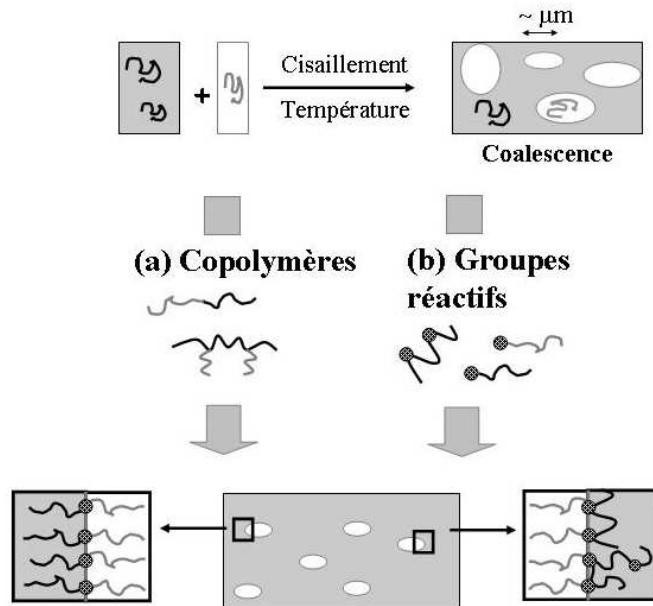 ~ μm
+
Cisaillement
Température
Coalescence
(a) Copolymères
(b) Groupes
réactifs